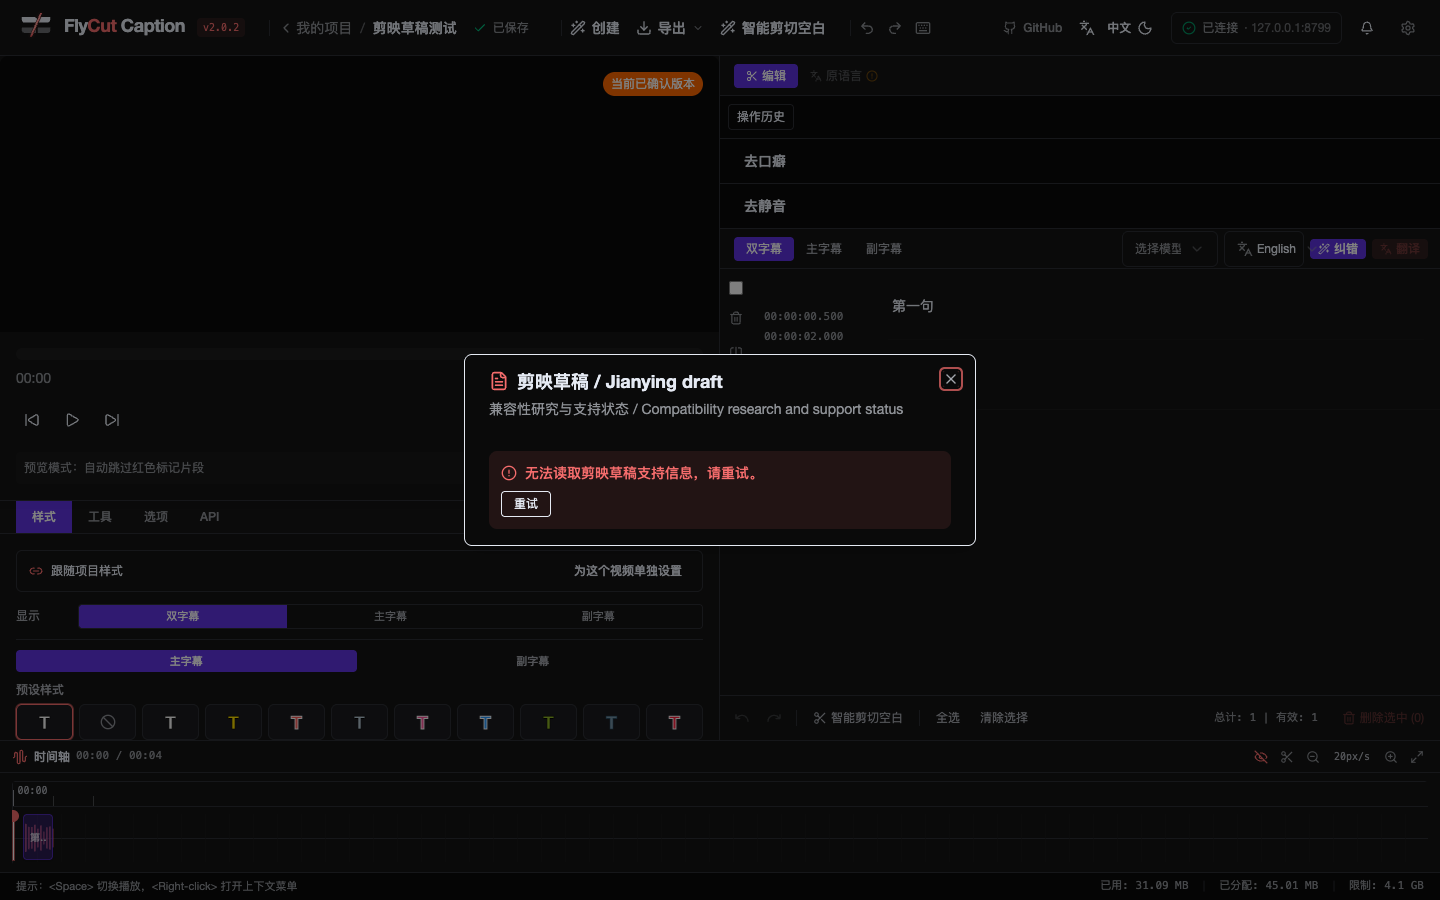 FlyCut Caption v2.0.2 我的项目 / 剪映草稿测试 已保存 创建 导出 智能剪切空白 GitHub 中文 已连接 · 127.0.0.1:8799
当前已确认版本
编辑 原语言
操作历史
去口癖
去静音
双字幕 主字幕 副字幕 选择模型 English 纠错 翻译
第一句
00:00:00.500
00:00:02.000
剪映草稿 / Jianying draft
兼容性研究与支持状态 / Compatibility research and support status
无法读取剪映草稿支持信息，请重试。
重试
00:00
预览模式：自动跳过红色标记片段
样式 工具 选项 API
跟随项目样式 为这个视频单独设置
显示 双字幕 主字幕 副字幕
主字幕 副字幕
预设样式
T T T T T T T T T T
智能剪切空白 全选 清除选择 总计: 1 | 有效: 1 删除选中 (0)
时间轴 00:00 / 00:04 20px/s
00:00
提示：<Space> 切换播放，<Right-click> 打开上下文菜单 已用: 31.09 MB 已分配: 45.01 MB 限制: 4.1 GB